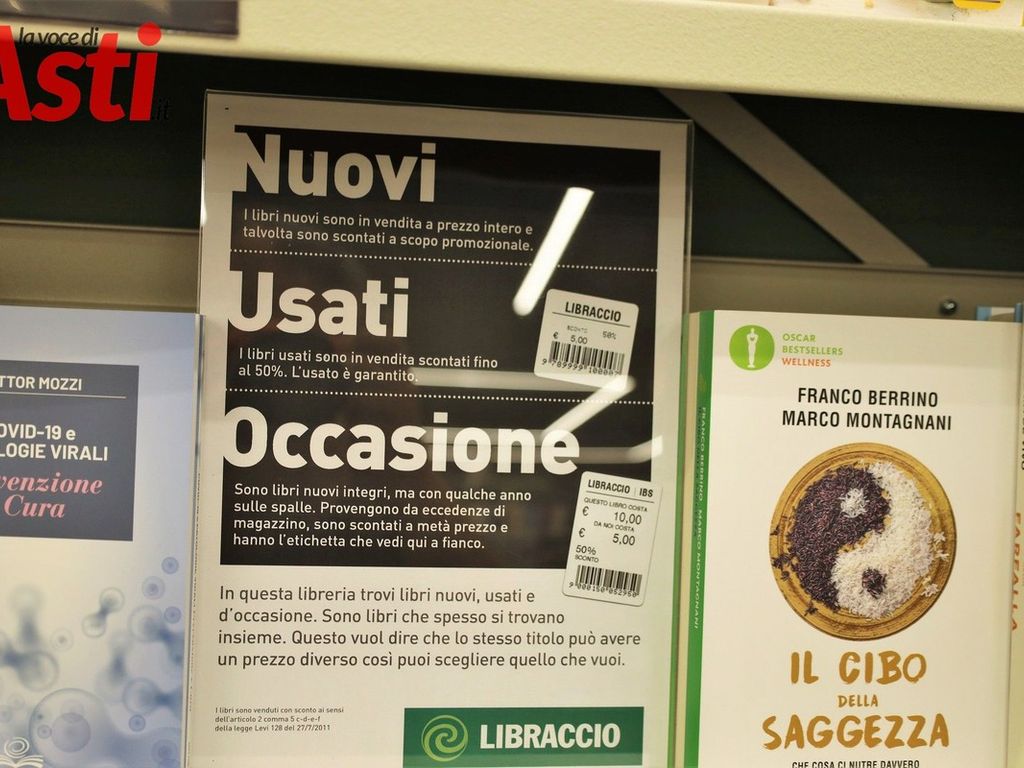 la voce di
Asti.it
Nuovi
I libri nuovi sono in vendita a prezzo intero e
talvolta sono scontati a scopo promozionale.
Usati
I libri usati sono in vendita scontati fino
al 50%. L'usato è garantito.
LIBRACCIO
SCONTO 50%
€ 5,00
Occasione
Sono libri nuovi integri, ma con qualche anno
sulle spalle. Provengono da eccedenze di
magazzino, sono scontati a metà prezzo e
hanno l'etichetta che vedi qui a fianco.
LIBRACCIO | IBS
QUESTO LIBRO COSTA
€ 10,00
DA NOI COSTA
€ 5,00
50%
SCONTO
9 000150 062950
In questa libreria trovi libri nuovi, usati e
d'occasione. Sono libri che spesso si trovano
insieme. Questo vuol dire che lo stesso titolo può avere
un prezzo diverso così puoi scegliere quello che vuoi.
I libri sono venduti con sconto ai sensi
dell'articolo 2 comma 5 c-d-e-f
della legge Levi 128 del 27/7/2011
LIBRACCIO
TTOR MOZZI
OVID-19 e
LOGIE VIRALI
venzione
Cura
FRANCO BERRINO, MARCO MONTAGNANI
OSCAR
BESTSELLERS
WELLNESS
FRANCO BERRINO
MARCO MONTAGNANI
IL CIBO
DELLA
SAGGEZZA
CHE COSA CI NUTRE DAVVERO
FARFALLA